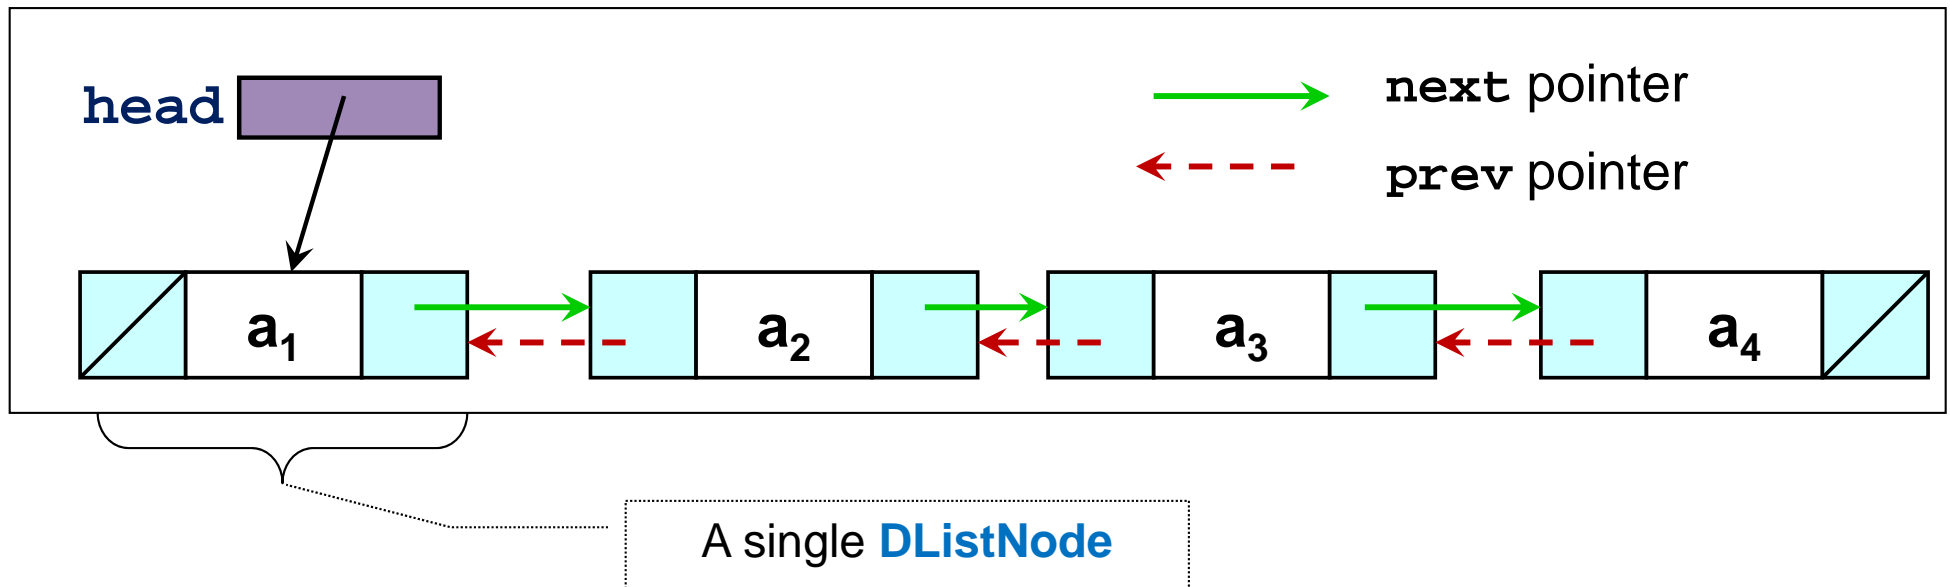 head
next pointer
prev pointer
a₁ a₂ a₃ a₄
A single DListNode